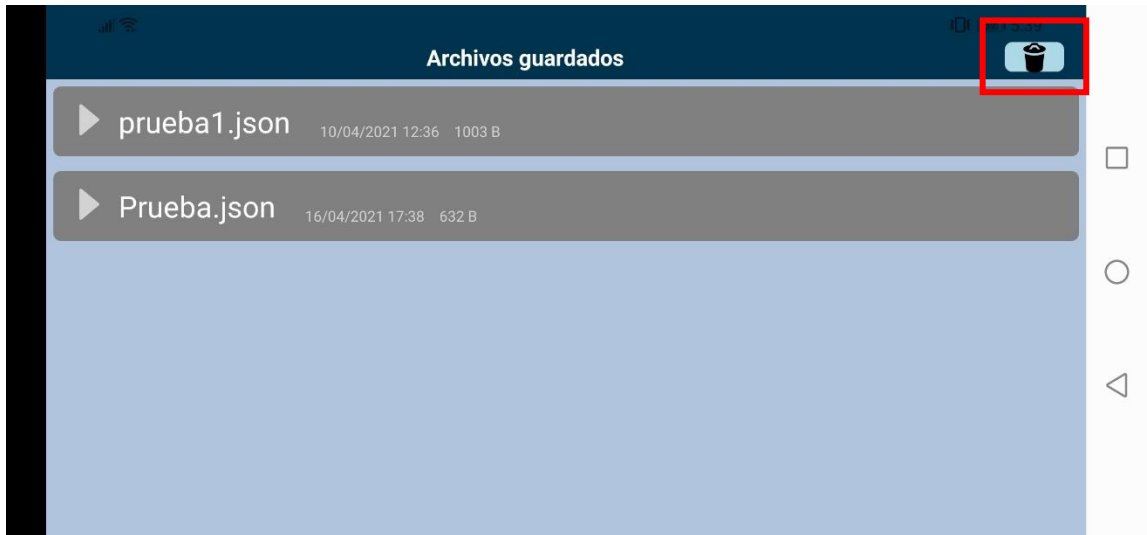 Archivos guardados
prueba1.json 10/04/2021 12:36 1003 B
Prueba.json 16/04/2021 17:38 632 B